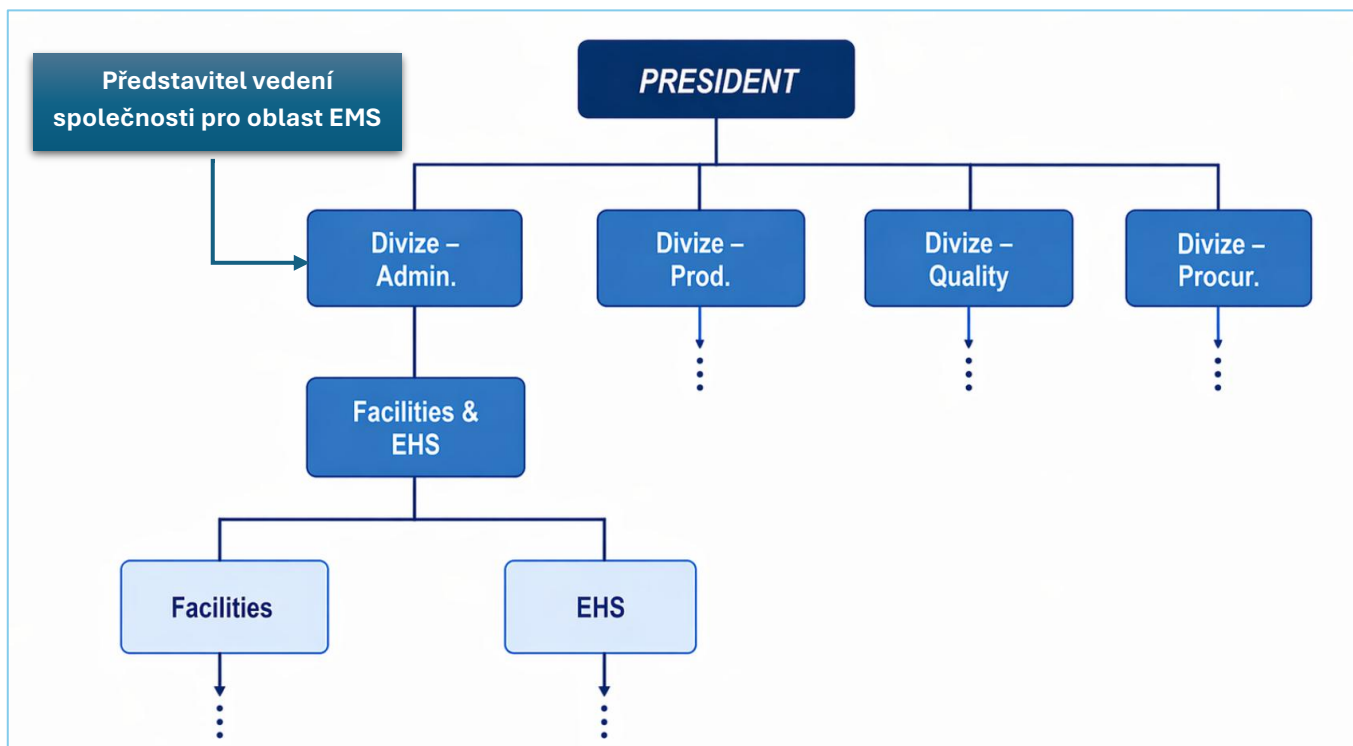 Představitel vedení
společnosti pro oblast EMS
PRESIDENT
Divize –
Admin.
Divize –
Prod.
Divize –
Quality
Divize –
Procur.
Facilities &
EHS
Facilities
EHS